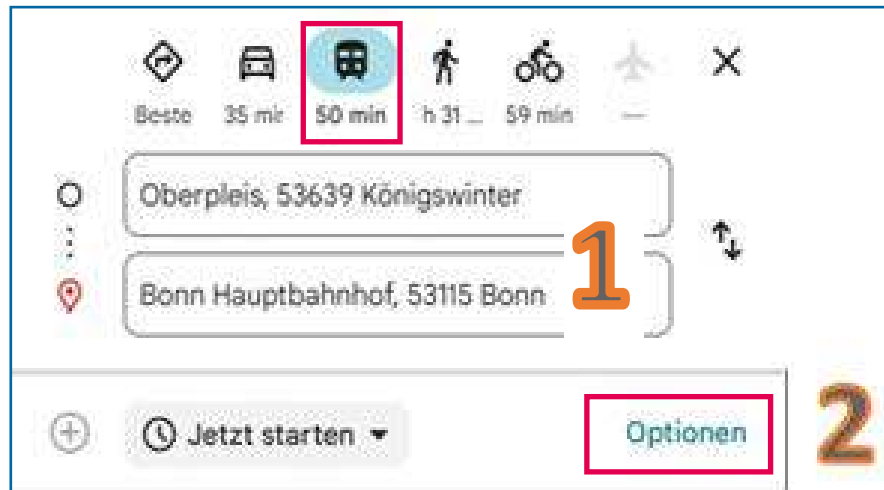 Beste 35 mir 50 min h 31 ... 59 min —
Oberpleis, 53639 Königswinter
1
Bonn Hauptbahnhof, 53115 Bonn
Jetzt starten
Optionen
2